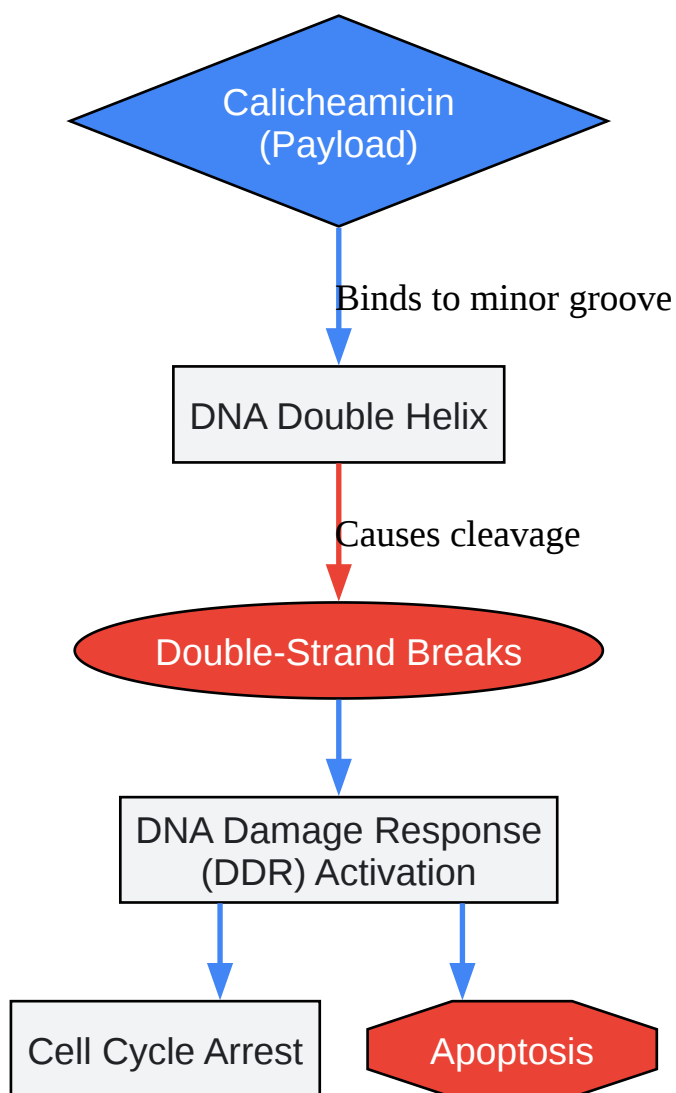 Calicheamicin
(Payload)
Binds to minor groove
DNA Double Helix
Causes cleavage
Double-Strand Breaks
DNA Damage Response
(DDR) Activation
Cell Cycle Arrest
Apoptosis